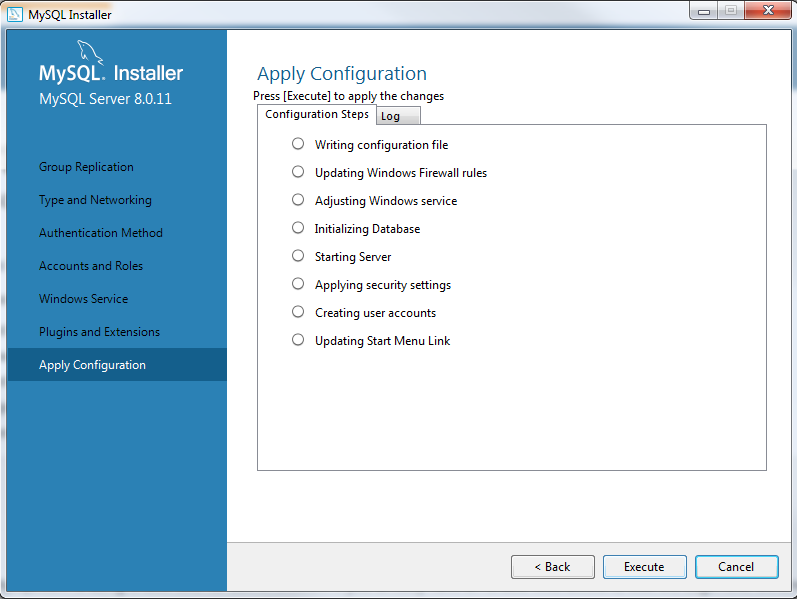 MySQL Installer
MySQL. Installer
MySQL Server 8.0.11
Group Replication
Type and Networking
Authentication Method
Accounts and Roles
Windows Service
Plugins and Extensions
Apply Configuration
Apply Configuration
Press [Execute] to apply the changes
Configuration Steps
Log
Writing configuration file
Updating Windows Firewall rules
Adjusting Windows service
Initializing Database
Starting Server
Applying security settings
Creating user accounts
Updating Start Menu Link
< Back
Execute
Cancel